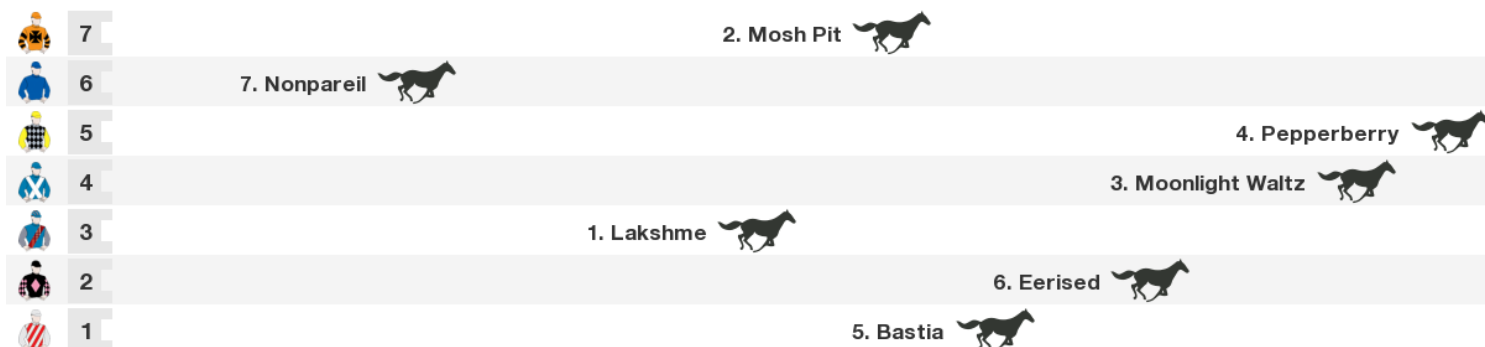 7 2. Mosh Pit
6 7. Nonpareil
5 4. Pepperberry
4 3. Moonlight Waltz
3 1. Lakshme
2 6. Eerised
1 5. Bastia